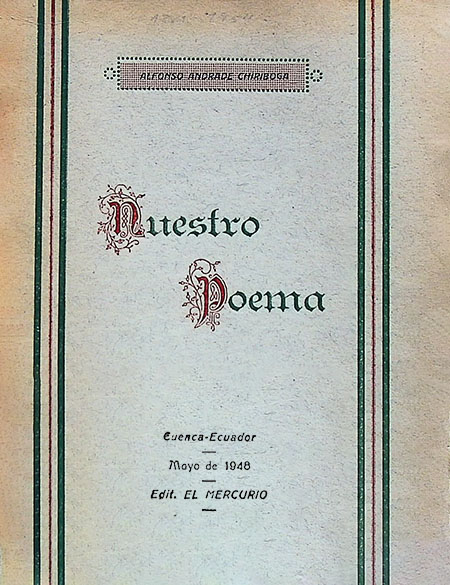 ALFONSO ANDRADE CHIRIBOGA
Nuestro
Poema
Cuenca-Ecuador
Mayo de 1948
Edit. EL MERCURIO